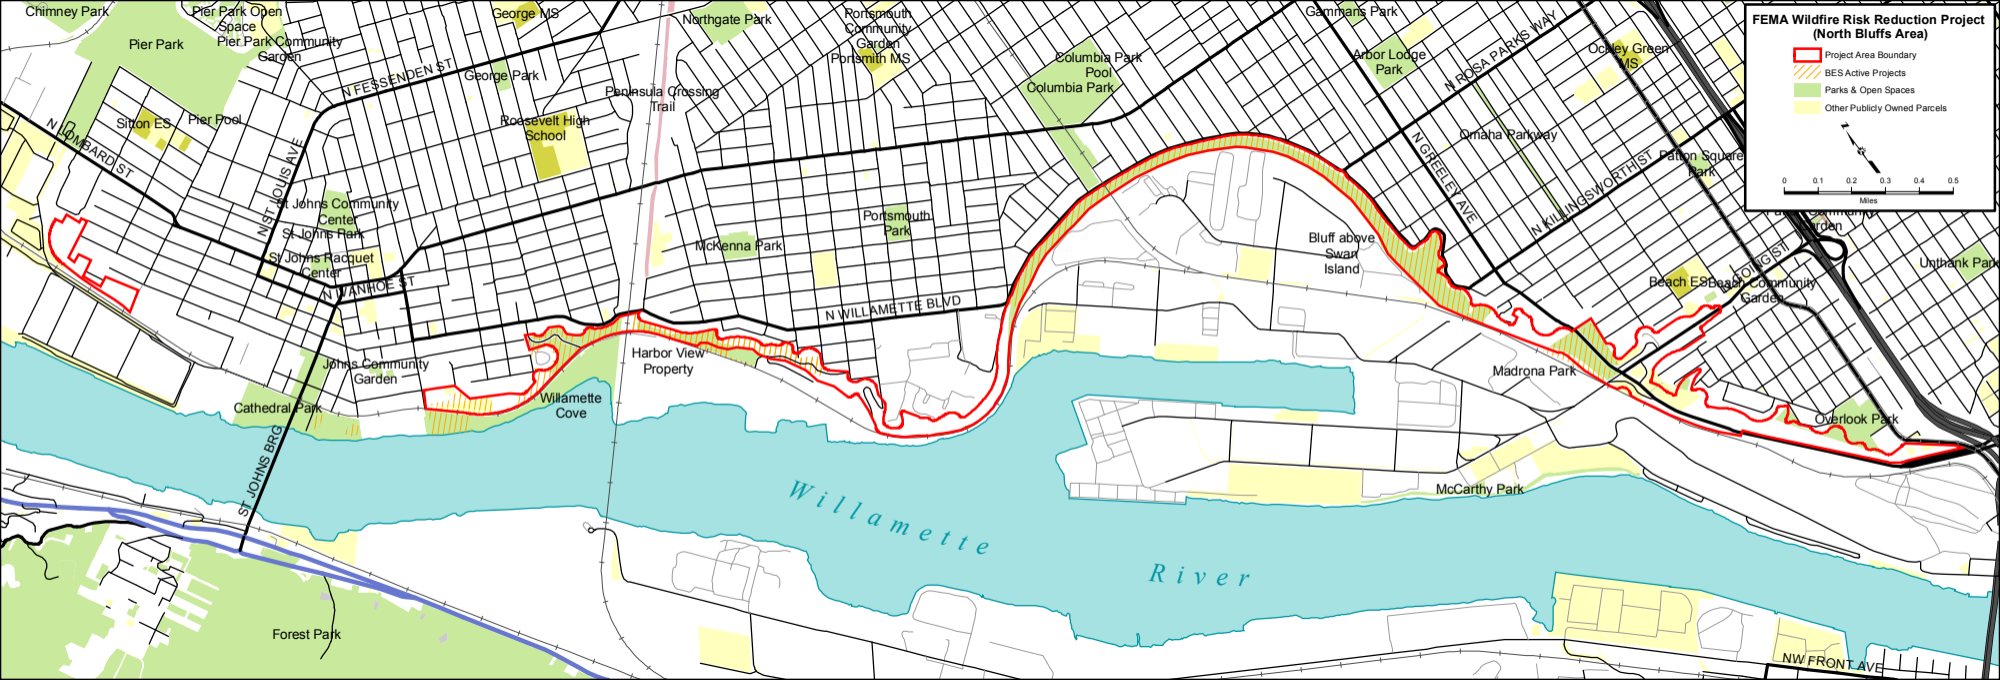 FEMA Wildfire Risk Reduction Project
(North Bluffs Area)
Project Area Boundary
BES Active Projects
Parks & Open Spaces
Other Publicly Owned Parcels
N
0
0.1
0.2
0.3
0.4
0.5
Miles
Chimney Park
Pier Park Open
Space
Pier Park
Pier Park Community
Garden
George MS
Northgate Park
Portsmouth
Community
Garden
Portsmith MS
Gammans Park
Columbia Park
Pool
Columbia Park
Arbor Lodge
Park
N ROSA PARKS WAY
Ockley Green
MS
N FESSENDEN ST
George Park
Peninsula Crossing
Trail
Sitton ES
Pier Pool
Roosevelt High
School
N LOMBARD ST
N ST LOUIS AVE
Omaha Parkway
N GREELEY AVE
N KILLINGSWORTH ST
Patton Square
Park
St Johns Community
Center
St Johns Park
St Johns Racquet
Center
N IVANHOE ST
McKenna Park
Portsmouth
Park
Bluff above
Swan
Island
Garden
Unthank Park
Beach ES
Beach Community
Garden
N WILLAMETTE BLVD
Harbor View
Property
Johns Community
Garden
Madrona Park
Cathedral Park
Willamette
Cove
Overlook Park
ST JOHNS BRG
McCarthy Park
Willamette
River
Forest Park
NW FRONT AVE